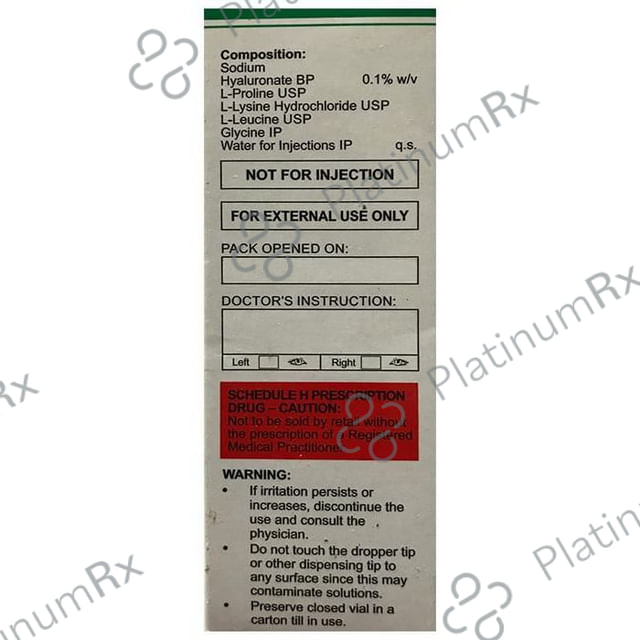 Composition:
Sodium
Hyaluronate BP 0.1% w/v
L-Proline USP
L-Lysine Hydrochloride USP
L-Leucine USP
Glycine IP
Water for Injections IP q.s.
NOT FOR INJECTION
FOR EXTERNAL USE ONLY
PACK OPENED ON:
DOCTOR'S INSTRUCTION:
Left Right
SCHEDULE H PRESCRIPTION
DRUG – CAUTION:
Not to be sold by retail without
the prescription of a Registered
Medical Practitioner.
WARNING:
• If irritation persists or
increases, discontinue the
use and consult the
physician.
• Do not touch the dropper tip
or other dispensing tip to
any surface since this may
contaminate solutions.
• Preserve closed vial in a
carton till in use.
PlatinumRx
PlatinumRx
PlatinumRx
Rx
tinumRx
Platinum